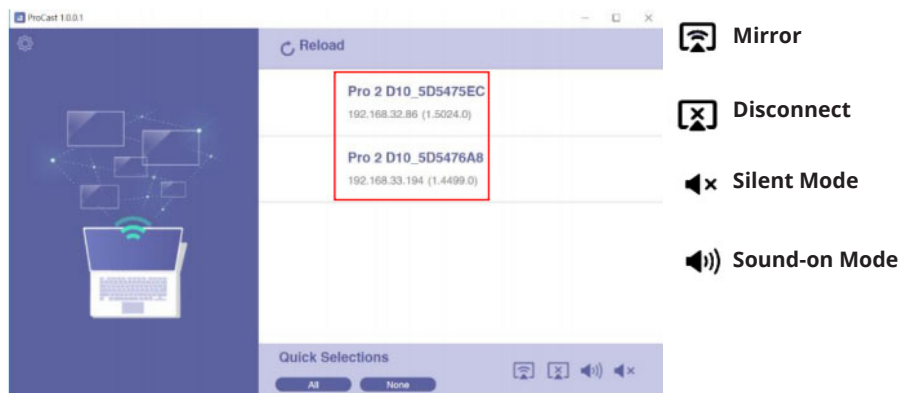 ProCast 1.0.0.1
Reload
Pro 2 D10_5D5475EC
192.168.32.86 (1.5024.0)
Pro 2 D10_5D5476A8
192.168.33.194 (1.4499.0)
Quick Selections
All None
Mirror
Disconnect
Silent Mode
Sound-on Mode